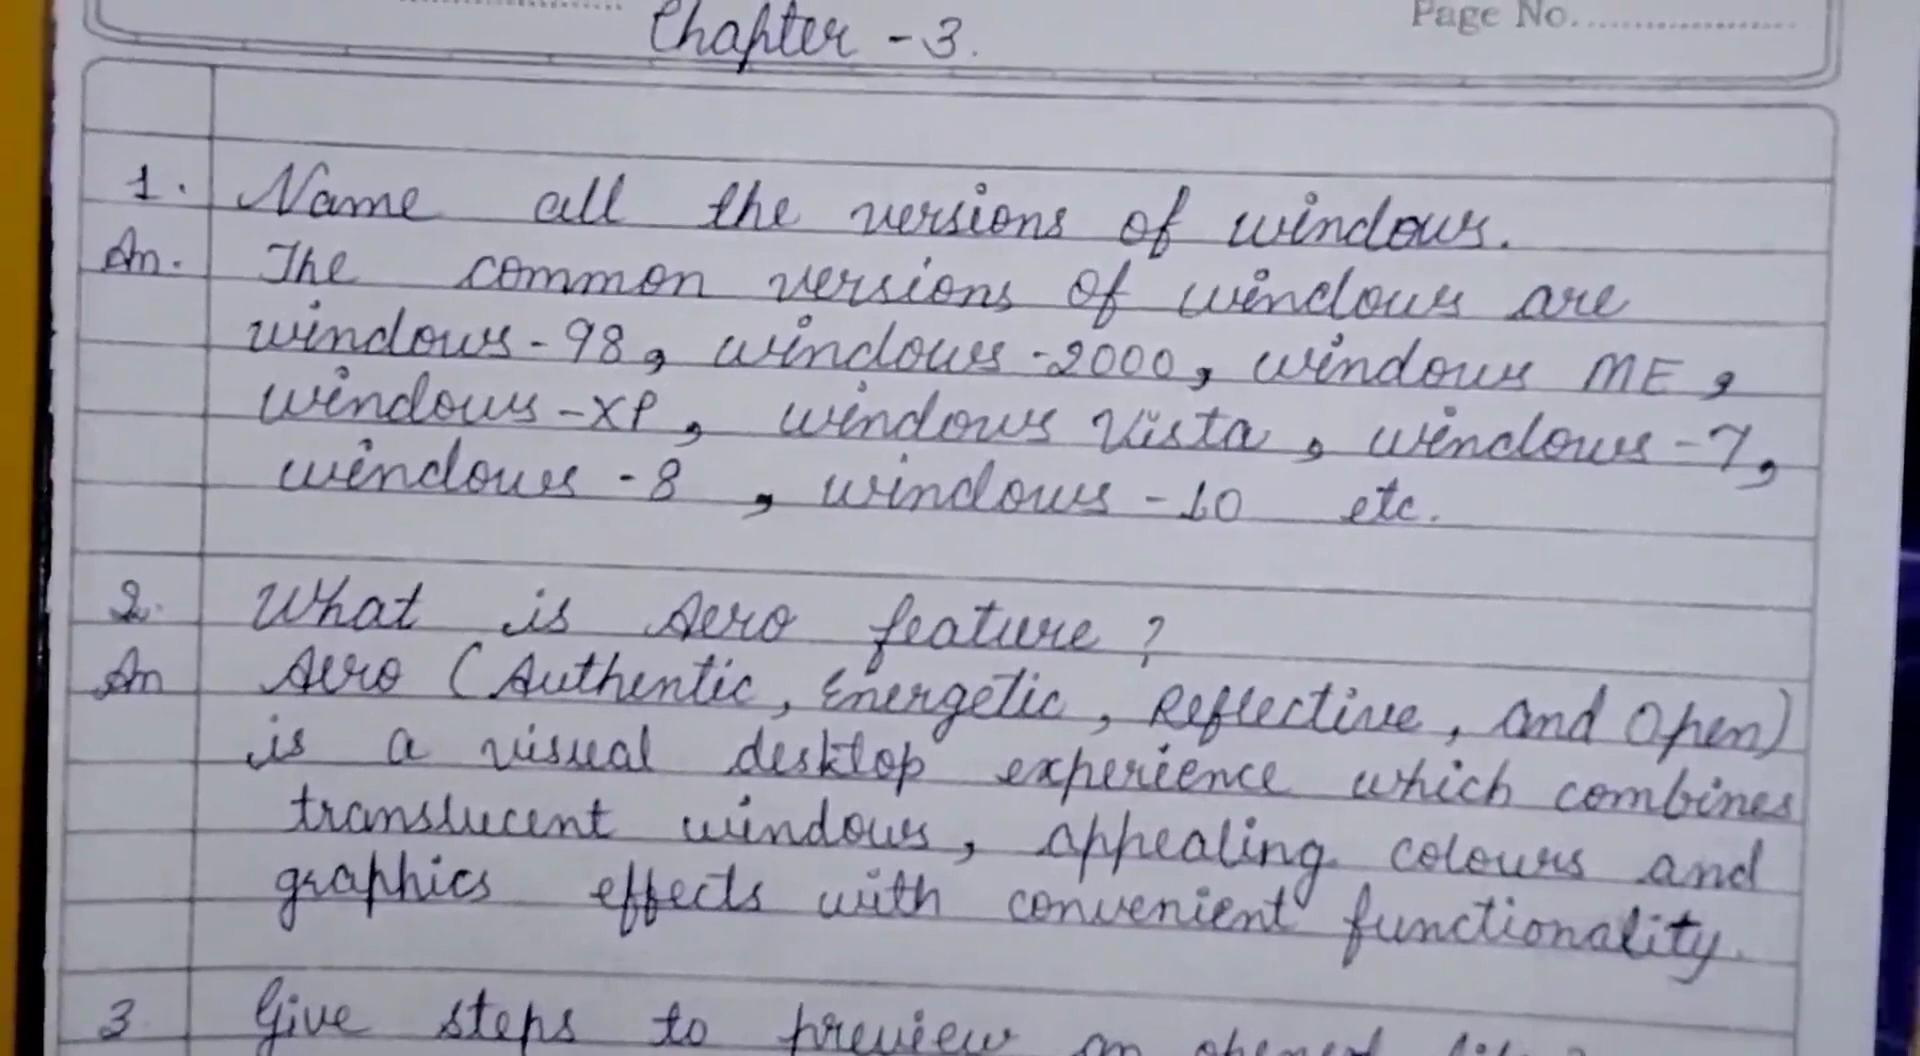 Chapter - 3.
Page No.
1. Name all the versions of windows.
An. The common versions of windows are
windows - 98, windows - 2000, windows ME,
windows - XP, windows Vista, windows - 7,
windows - 8, windows - 10 etc.
2. What is Aero feature?
An Aero (Authentic, Energetic, Reflective, and Open)
is a visual desktop experience which combines
translucent windows, appealing colours and
graphics effects with convenient functionality.
3 Give steps to preview an opened